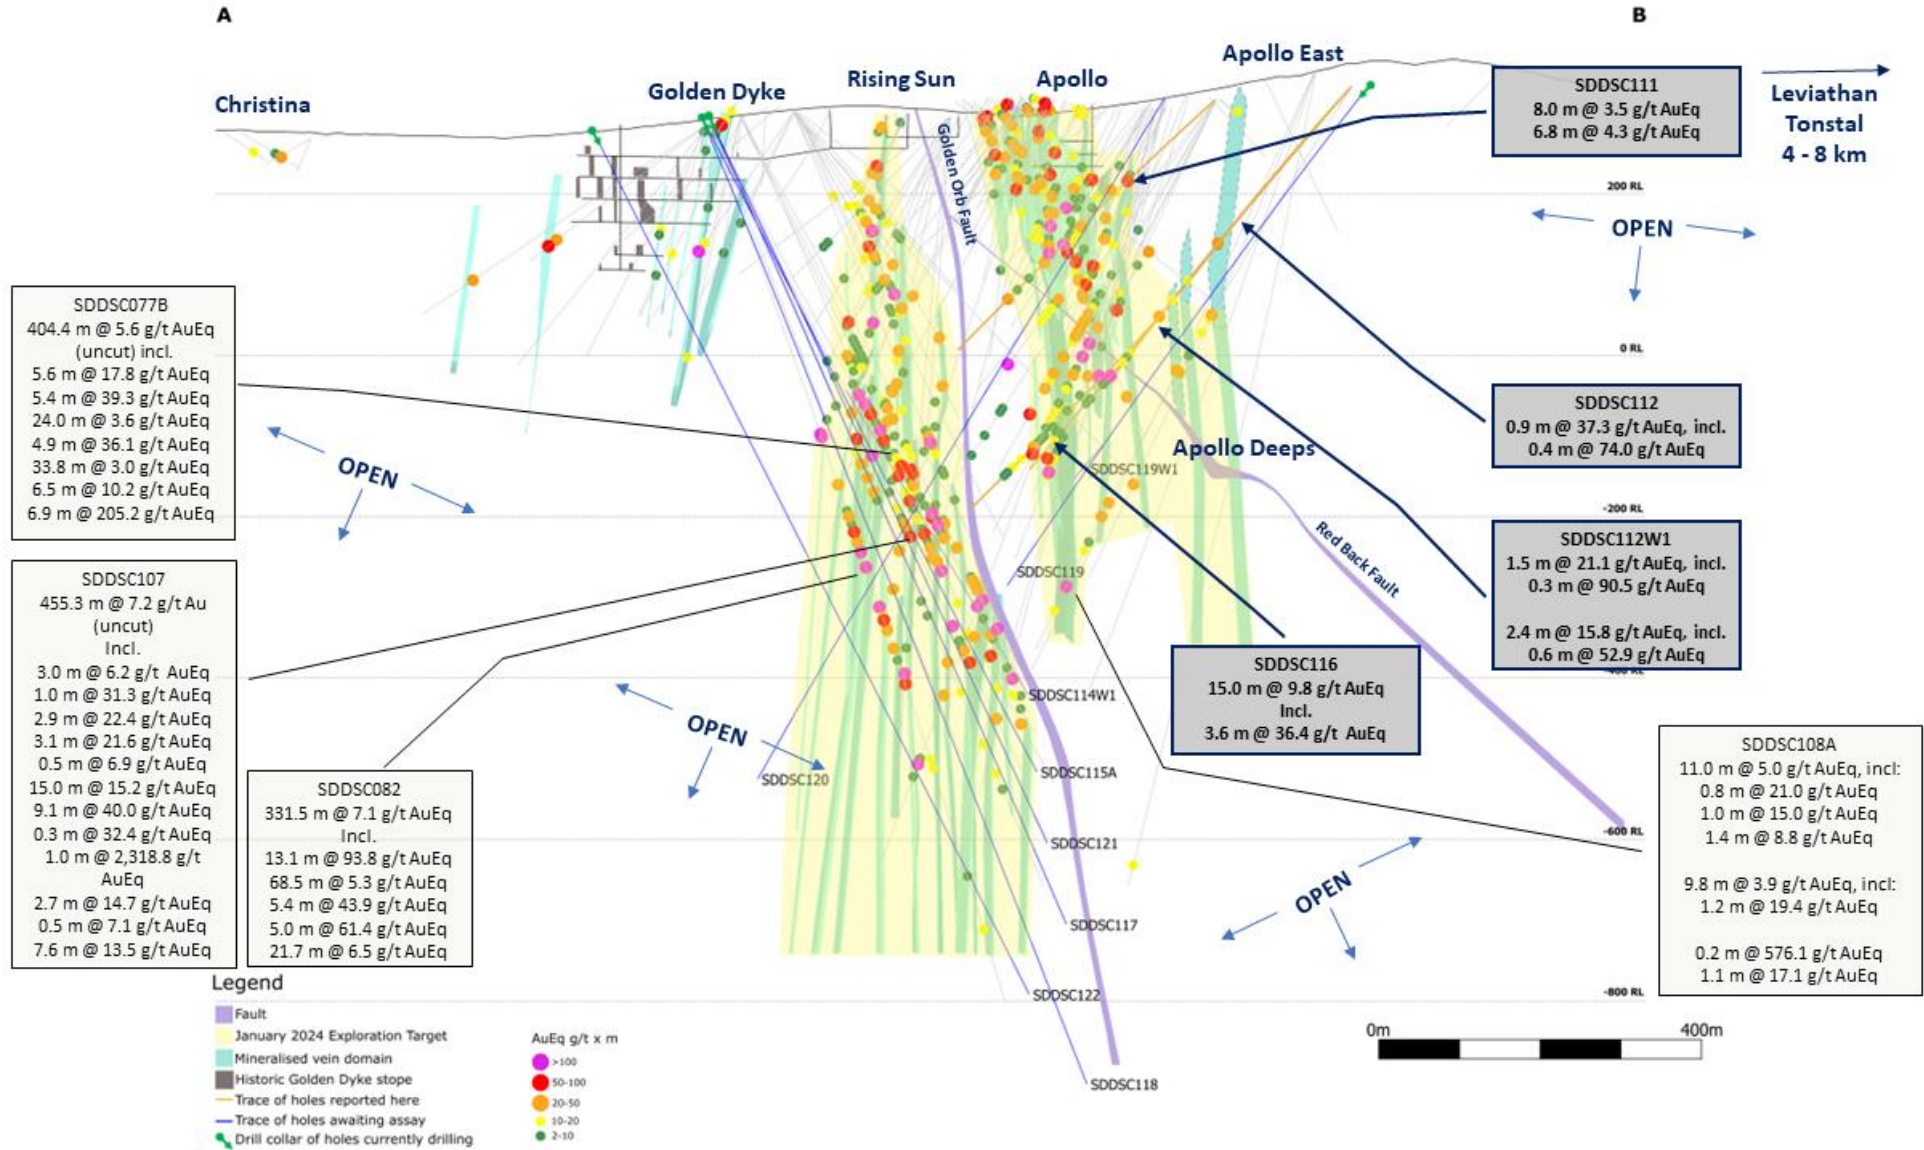 A
B
Christina
Golden Dyke
Rising Sun
Apollo
Apollo East
Leviathan
Tonstal
4 - 8 km
SDDSC111
8.0 m @ 3.5 g/t AuEq
6.8 m @ 4.3 g/t AuEq
Golden Orb Fault
200 RL
OPEN
0 RL
SDDSC077B
404.4 m @ 5.6 g/t AuEq
(uncut) incl.
5.6 m @ 17.8 g/t AuEq
5.4 m @ 39.3 g/t AuEq
24.0 m @ 3.6 g/t AuEq
4.9 m @ 36.1 g/t AuEq
33.8 m @ 3.0 g/t AuEq
6.5 m @ 10.2 g/t AuEq
6.9 m @ 205.2 g/t AuEq
OPEN
SDDSC112
0.9 m @ 37.3 g/t AuEq, incl.
0.4 m @ 74.0 g/t AuEq
Apollo Deeps
SDDSC119W1
-200 RL
Red Back Fault
SDDSC112W1
1.5 m @ 21.1 g/t AuEq, incl.
0.3 m @ 90.5 g/t AuEq
2.4 m @ 15.8 g/t AuEq, incl.
0.6 m @ 52.9 g/t AuEq
-400 RL
SDDSC119
SDDSC107
455.3 m @ 7.2 g/t Au
(uncut)
Incl.
3.0 m @ 6.2 g/t AuEq
1.0 m @ 31.3 g/t AuEq
2.9 m @ 22.4 g/t AuEq
3.1 m @ 21.6 g/t AuEq
0.5 m @ 6.9 g/t AuEq
15.0 m @ 15.2 g/t AuEq
9.1 m @ 40.0 g/t AuEq
0.3 m @ 32.4 g/t AuEq
1.0 m @ 2,318.8 g/t
AuEq
2.7 m @ 14.7 g/t AuEq
0.5 m @ 7.1 g/t AuEq
7.6 m @ 13.5 g/t AuEq
SDDSC082
331.5 m @ 7.1 g/t AuEq
Incl.
13.1 m @ 93.8 g/t AuEq
68.5 m @ 5.3 g/t AuEq
5.4 m @ 43.9 g/t AuEq
5.0 m @ 61.4 g/t AuEq
21.7 m @ 6.5 g/t AuEq
OPEN
SDDSC120
SDDSC114W1
SDDSC116
15.0 m @ 9.8 g/t AuEq
Incl.
3.6 m @ 36.4 g/t AuEq
SDDSC115A
SDDSC121
SDDSC117
SDDSC122
SDDSC118
OPEN
-600 RL
SDDSC108A
11.0 m @ 5.0 g/t AuEq, incl:
0.8 m @ 21.0 g/t AuEq
1.0 m @ 15.0 g/t AuEq
1.4 m @ 8.8 g/t AuEq
9.8 m @ 3.9 g/t AuEq, incl:
1.2 m @ 19.4 g/t AuEq
0.2 m @ 576.1 g/t AuEq
1.1 m @ 17.1 g/t AuEq
-800 RL
0m
400m
Legend
Fault
January 2024 Exploration Target
Mineralised vein domain
Historic Golden Dyke stope
Trace of holes reported here
Trace of holes awaiting assay
Drill collar of holes currently drilling
AuEq g/t x m
>100
50-100
20-50
10-20
2-10